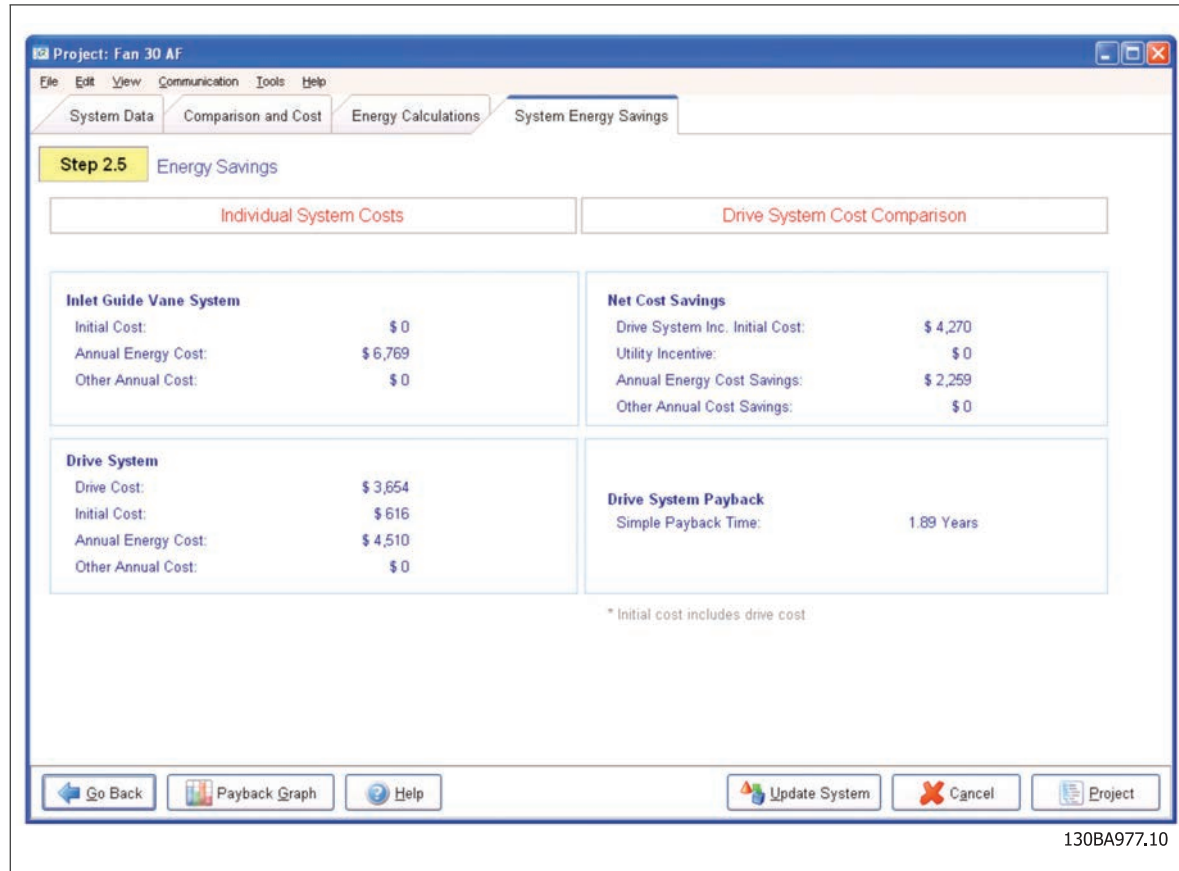 Project: Fan 30 AF
File Edit View Communication Tools Help
System Data Comparison and Cost Energy Calculations System Energy Savings
Step 2.5 Energy Savings
Individual System Costs
Drive System Cost Comparison
Inlet Guide Vane System
Initial Cost: $ 0
Annual Energy Cost: $ 6,769
Other Annual Cost: $ 0
Net Cost Savings
Drive System Inc. Initial Cost: $ 4,270
Utility Incentive: $ 0
Annual Energy Cost Savings: $ 2,259
Other Annual Cost Savings: $ 0
Drive System
Drive Cost: $ 3,654
Initial Cost: $ 616
Annual Energy Cost: $ 4,510
Other Annual Cost: $ 0
Drive System Payback
Simple Payback Time: 1.89 Years
* Initial cost includes drive cost
Go Back Payback Graph Help Update System Cancel Project
130BA977.10